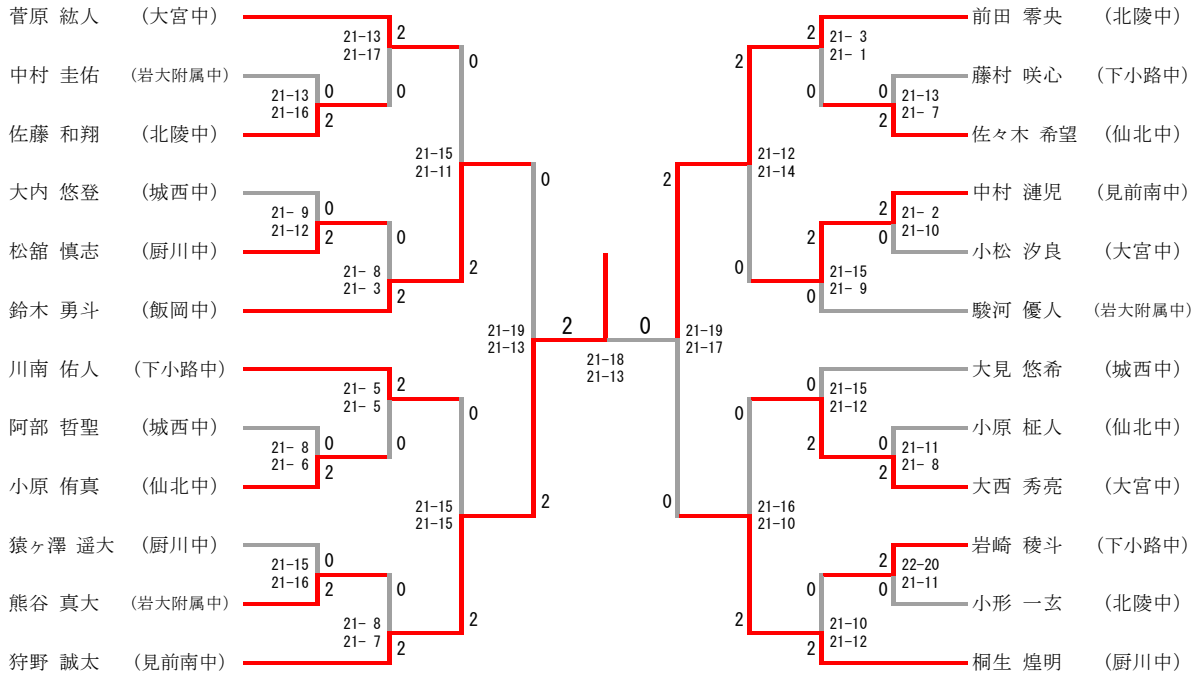 菅原 紘人 (大宮中)
中村 圭佑 (岩大附属中)
佐藤 和翔 (北陵中)
大内 悠登 (城西中)
松舘 慎志 (厨川中)
鈴木 勇斗 (飯岡中)
川南 佑人 (下小路中)
阿部 哲聖 (城西中)
小原 侑真 (仙北中)
猿ヶ澤 遥大 (厨川中)
熊谷 真大 (岩大附属中)
狩野 誠太 (見前南中)
21-13 2
21-17
0
21-13 0
21-16 2
0
21-15
21-11
21- 9 0
21-12 2
0
21- 8
21- 3 2
2
0
21-19
21-13
21- 5 2
21- 5
0
21- 8 0
21- 6 2
0
21-15
21-15
21-15 0
21-16 2
0
21- 8
21- 7 2
2
2
2 0
21-18
21-13
2
21-19
21-17
0
2
21-12
21-14
0
2 21- 3
21- 1
0
0 21-13
2 21- 7
2 21- 2
0 21-10
2
21-15
0 21- 9
0
21-16
21-10
2
0 21-15
21-12
2
0 21-11
2 21- 8
2 22-20
0 21-11
0
21-10
2 21-12
前田 零央 (北陵中)
藤村 咲心 (下小路中)
佐々木 希望 (仙北中)
中村 漣児 (見前南中)
小松 汐良 (大宮中)
駿河 優人 (岩大附属中)
大見 悠希 (城西中)
小原 柾人 (仙北中)
大西 秀亮 (大宮中)
岩崎 稜斗 (下小路中)
小形 一玄 (北陵中)
桐生 煌明 (厨川中)